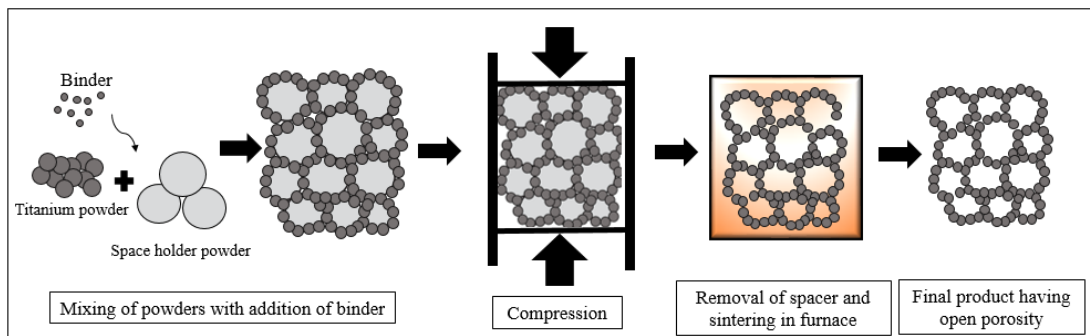 Binder
Titanium powder
Space holder powder
Mixing of powders with addition of binder
Compression
Removal of spacer and
sintering in furnace
Final product having
open porosity